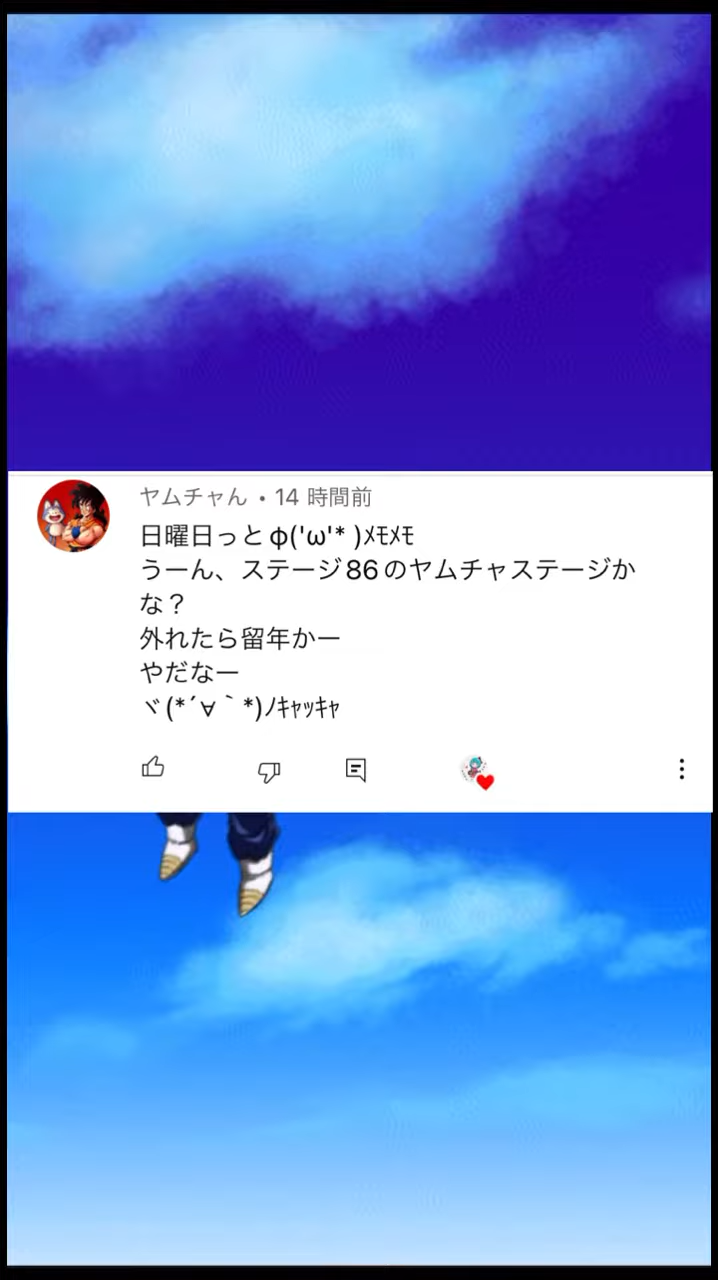 ヤムチャん • 14 時間前
日曜日っとφ('ω'* )ﾒﾓﾒﾓ
うーん、ステージ86のヤムチャステージか
な？
外れたら留年かー
やだなー
ヾ(*´∀｀*)ﾉｷｬｯｷｬ